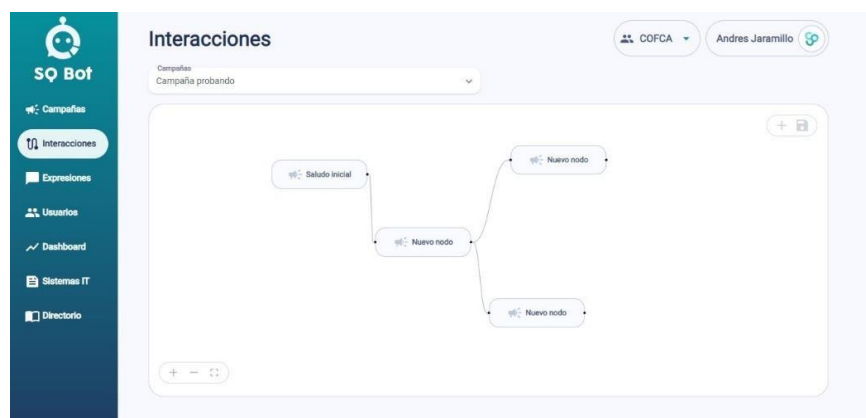 SQ Bot
Campañas
Interacciones
Expresiones
Usuarios
Dashboard
Sistemas IT
Directorio
Interacciones
COFCA
Andres Jaramillo
Campañas
Campaña probando
Saludo inicial
Nuevo nodo
Nuevo nodo
Nuevo nodo